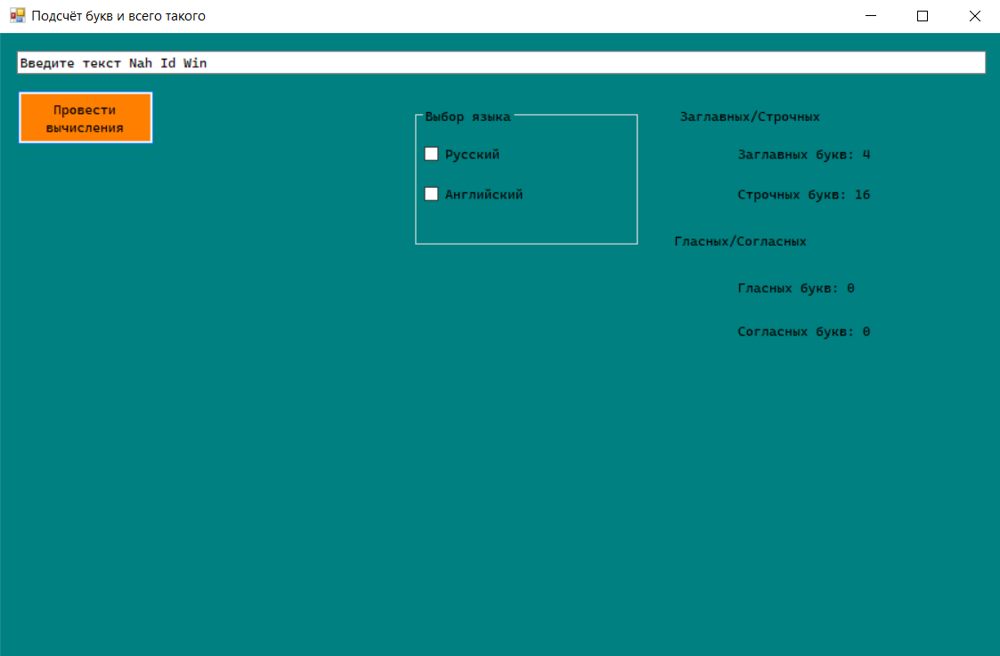 Подсчёт букв и всего такого
Введите текст Nah Id Win
Провести
вычисления
Выбор языка
Русский
Английский
Заглавных/Строчных
Заглавных букв: 4
Строчных букв: 16
Гласных/Согласных
Гласных букв: 0
Согласных букв: 0